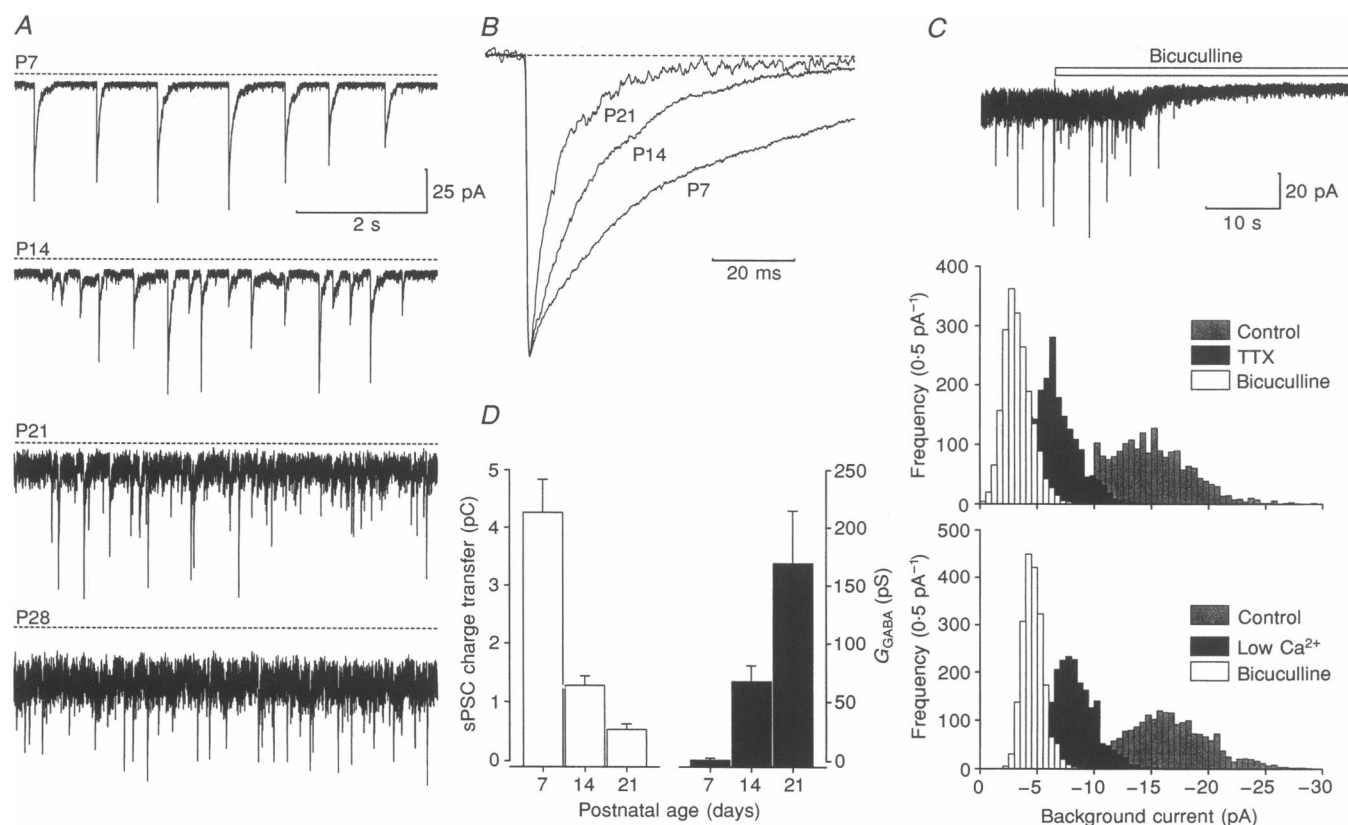 A
P7
25 pA
2 s
P14
P21
P28
B
P21
P14
P7
20 ms
C
Bicuculline
20 pA
10 s
Frequency (0·5 pA⁻¹)
400
300
200
100
0
Control
TTX
Bicuculline
Frequency (0·5 pA⁻¹)
500
400
300
200
100
0
Control
Low Ca²⁺
Bicuculline
0 −5 −10 −15 −20 −25 −30
Background current (pA)
D
sPSC charge transfer (pC)
5
4
3
2
1
0
250
200
150
100
50
0
G_GABA (pS)
7 14 21 7 14 21
Postnatal age (days)